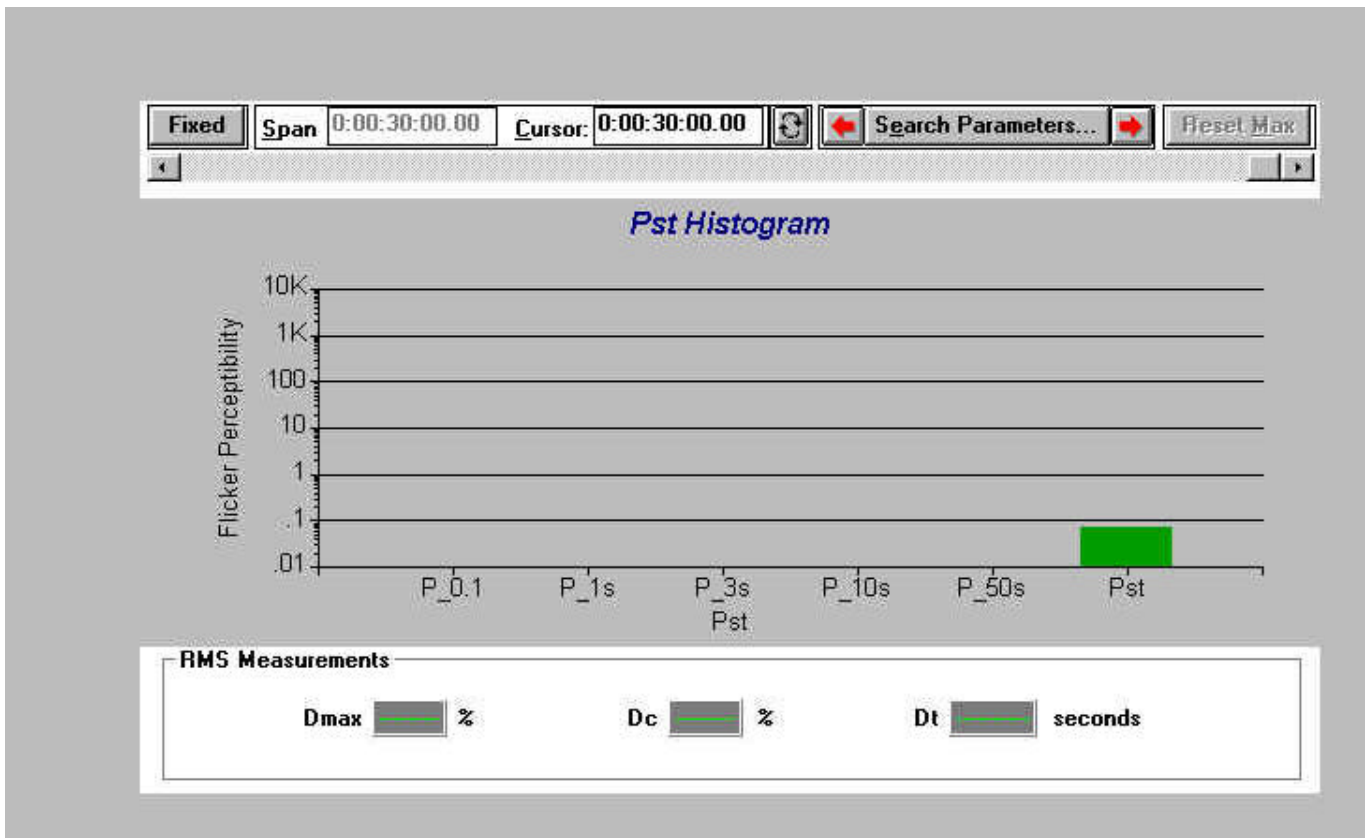 Fixed Span 0:00:30:00.00 Cursor: 0:00:30:00.00 Search Parameters... Reset Max
Pst Histogram
Flicker Perceptibility
10K
1K
100
10
1
.1
.01
P_0.1 P_1s P_3s P_10s P_50s Pst
Pst
RMS Measurements
Dmax % Dc % Dt seconds